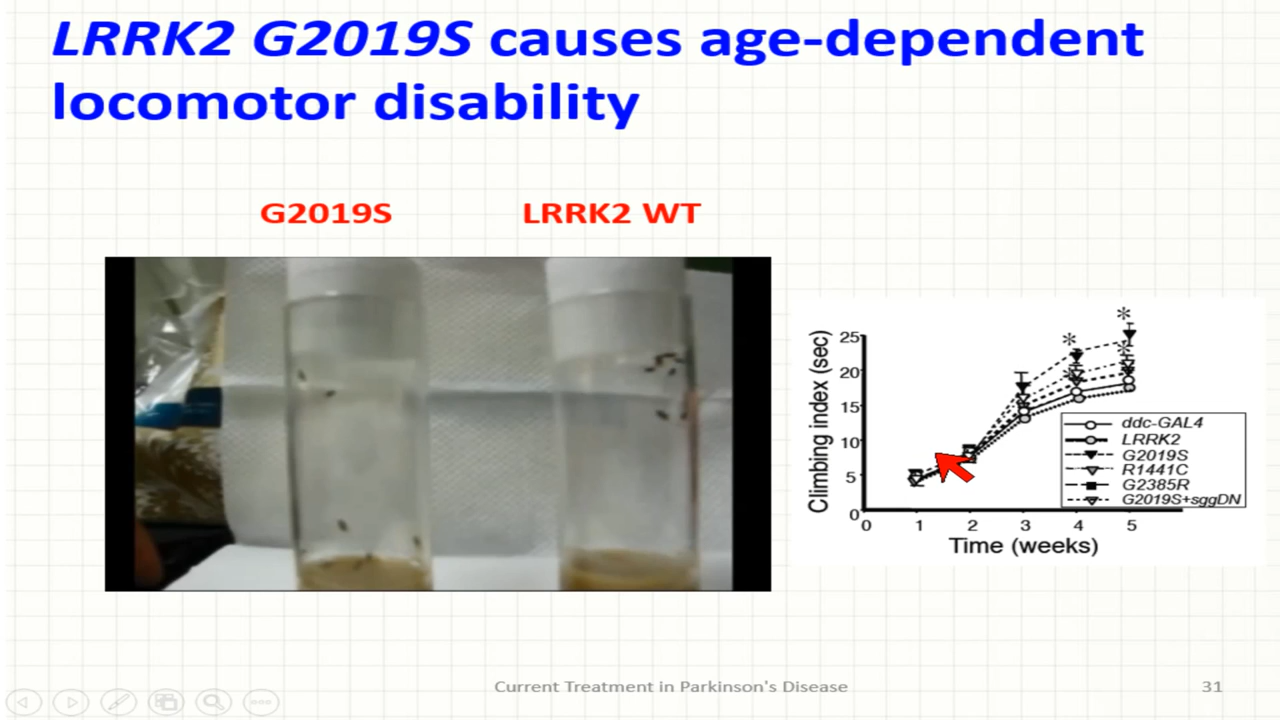 LRRK2 G2019S causes age-dependent
locomotor disability
G2019S
LRRK2 WT
Climbing index (sec)
25
20
15
10
5
0
0 1 2 3 4 5
Time (weeks)
* *
ddc-GAL4
LRRK2
G2019S
R1441C
G2385R
G2019S+sggDN
Current Treatment in Parkinson's Disease
31